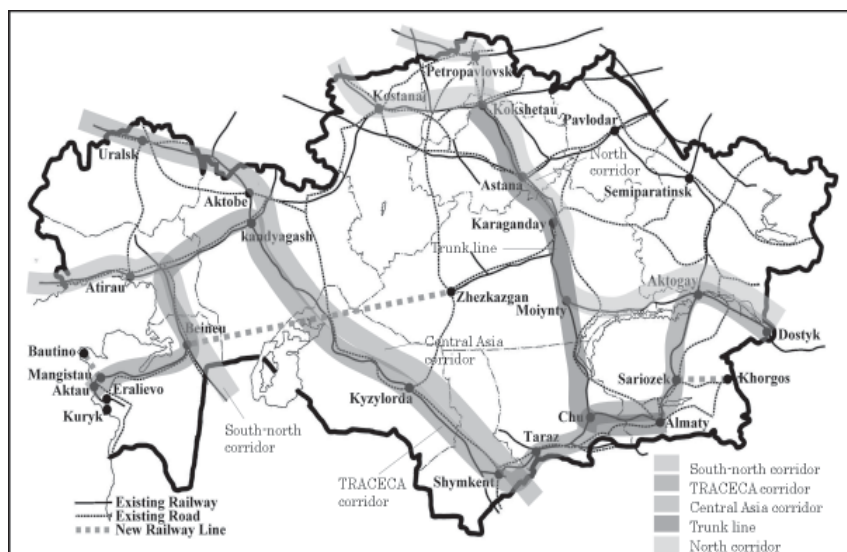 Petropavlovsk
Kostanaj
Kokshetau
Pavlodar
Uralsk
North
corridor
Astana
Semiparatinsk
Aktobe
Karaganday
kandyagash
Trunk line
Aktogay
Atirau
Zhezkazgan
Moiynty
Beineu
Dostyk
Bautino
Central Asia
corridor
Mangistau
Sariozek
Khorgos
Aktau
Eralievo
Kyzylorda
Kuryk
Chu
Almaty
South-north
corridor
Taraz
TRACECA
corridor
Shymkent
South-north corridor
TRACECA corridor
Central Asia corridor
Trunk line
North corridor
Existing Railway
Existing Road
New Railway Line